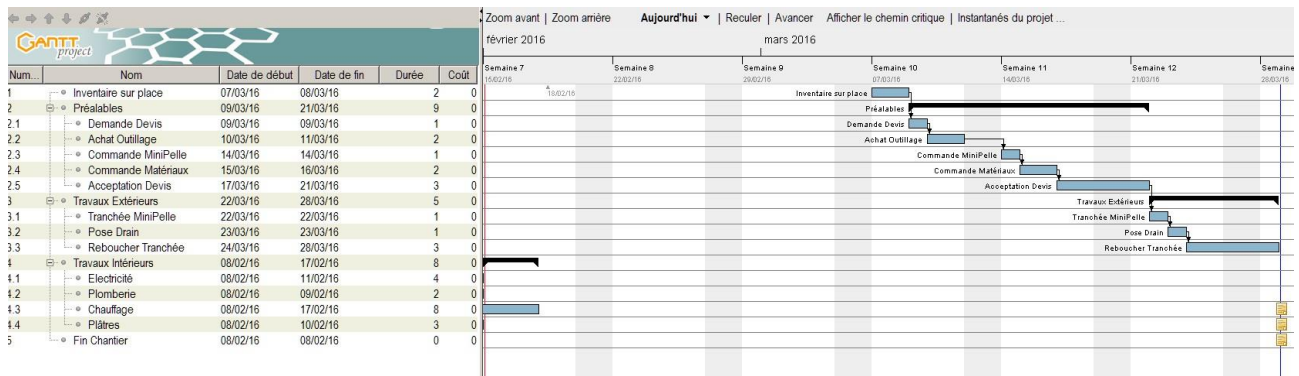 Zoom avant | Zoom arrière Aujourd'hui | Reculer | Avancer Afficher le chemin critique | Instantanés du projet ...
GANTT project
février 2016 mars 2016
Num... Nom Date de début Date de fin Durée Coût
Semaine 7 Semaine 8 Semaine 9 Semaine 10 Semaine 11 Semaine 12 Semaine
15/02/16 22/02/16 29/02/16 07/03/16 14/03/16 21/03/16 28/03/16
18/02/16
1 Inventaire sur place 07/03/16 08/03/16 2 0 Inventaire sur place
2 Préalables 09/03/16 21/03/16 9 0 Préalables
2.1 Demande Devis 09/03/16 09/03/16 1 0 Demande Devis
2.2 Achat Outillage 10/03/16 11/03/16 2 0 Achat Outillage
2.3 Commande MiniPelle 14/03/16 14/03/16 1 0 Commande MiniPelle
2.4 Commande Matériaux 15/03/16 16/03/16 2 0 Commande Matériaux
2.5 Acceptation Devis 17/03/16 21/03/16 3 0 Acceptation Devis
3 Travaux Extérieurs 22/03/16 28/03/16 5 0 Travaux Extérieurs
3.1 Tranchée MiniPelle 22/03/16 22/03/16 1 0 Tranchée MiniPelle
3.2 Pose Drain 23/03/16 23/03/16 1 0 Pose Drain
3.3 Reboucher Tranchée 24/03/16 28/03/16 3 0 Reboucher Tranchée
4 Travaux Intérieurs 08/02/16 17/02/16 8 0
4.1 Electricité 08/02/16 11/02/16 4 0
4.2 Plomberie 08/02/16 09/02/16 2 0
4.3 Chauffage 08/02/16 17/02/16 8 0
4.4 Plâtres 08/02/16 10/02/16 3 0
5 Fin Chantier 08/02/16 08/02/16 0 0